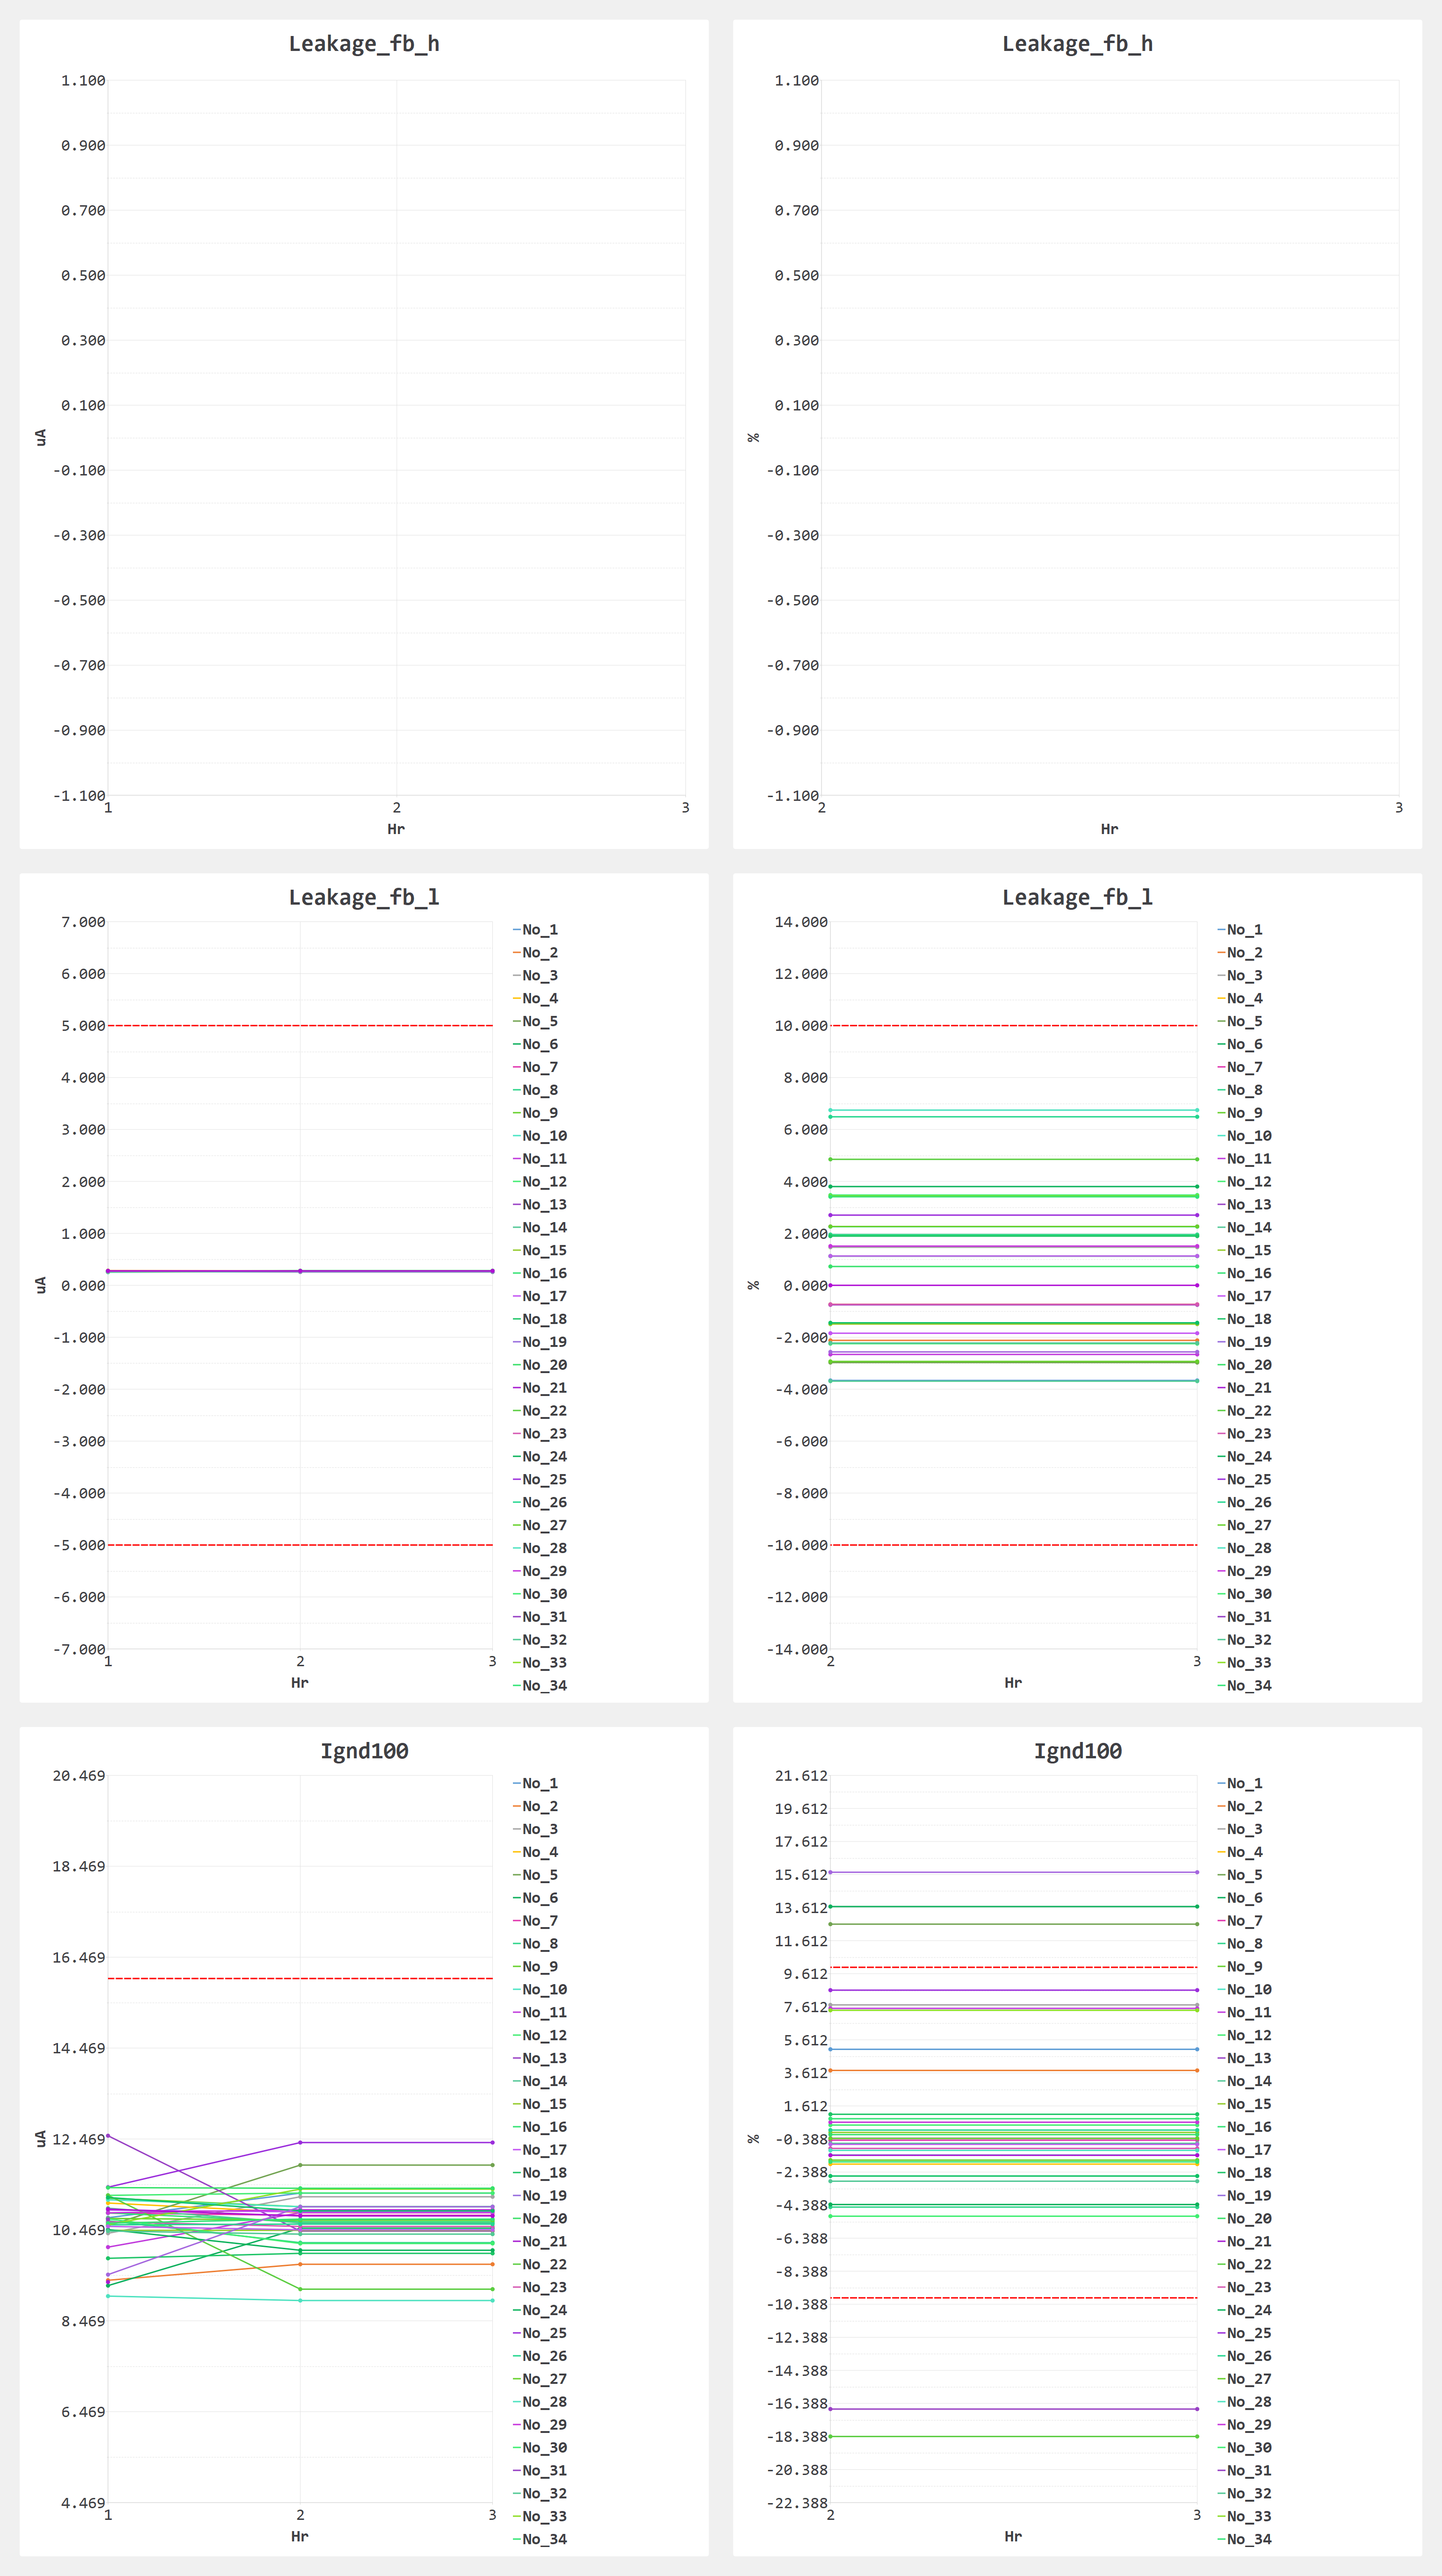 Leakage_fb_h
1.100
0.900
0.700
0.500
0.300
0.100
-0.100
-0.300
-0.500
-0.700
-0.900
-1.100
uA
1 2 3
Hr
Leakage_fb_h
1.100
0.900
0.700
0.500
0.300
0.100
-0.100
-0.300
-0.500
-0.700
-0.900
-1.100
%
2 3
Hr
Leakage_fb_l
7.000
6.000
5.000
4.000
3.000
2.000
1.000
0.000
-1.000
-2.000
-3.000
-4.000
-5.000
-6.000
-7.000
uA
1 2 3
Hr
No_1
No_2
No_3
No_4
No_5
No_6
No_7
No_8
No_9
No_10
No_11
No_12
No_13
No_14
No_15
No_16
No_17
No_18
No_19
No_20
No_21
No_22
No_23
No_24
No_25
No_26
No_27
No_28
No_29
No_30
No_31
No_32
No_33
No_34
Leakage_fb_l
14.000
12.000
10.000
8.000
6.000
4.000
2.000
0.000
-2.000
-4.000
-6.000
-8.000
-10.000
-12.000
-14.000
%
2 3
Hr
No_1
No_2
No_3
No_4
No_5
No_6
No_7
No_8
No_9
No_10
No_11
No_12
No_13
No_14
No_15
No_16
No_17
No_18
No_19
No_20
No_21
No_22
No_23
No_24
No_25
No_26
No_27
No_28
No_29
No_30
No_31
No_32
No_33
No_34
Ignd100
20.469
18.469
16.469
14.469
12.469
10.469
8.469
6.469
4.469
uA
1 2 3
Hr
No_1
No_2
No_3
No_4
No_5
No_6
No_7
No_8
No_9
No_10
No_11
No_12
No_13
No_14
No_15
No_16
No_17
No_18
No_19
No_20
No_21
No_22
No_23
No_24
No_25
No_26
No_27
No_28
No_29
No_30
No_31
No_32
No_33
No_34
Ignd100
21.612
19.612
17.612
15.612
13.612
11.612
9.612
7.612
5.612
3.612
1.612
-0.388
-2.388
-4.388
-6.388
-8.388
-10.388
-12.388
-14.388
-16.388
-18.388
-20.388
-22.388
%
2 3
Hr
No_1
No_2
No_3
No_4
No_5
No_6
No_7
No_8
No_9
No_10
No_11
No_12
No_13
No_14
No_15
No_16
No_17
No_18
No_19
No_20
No_21
No_22
No_23
No_24
No_25
No_26
No_27
No_28
No_29
No_30
No_31
No_32
No_33
No_34